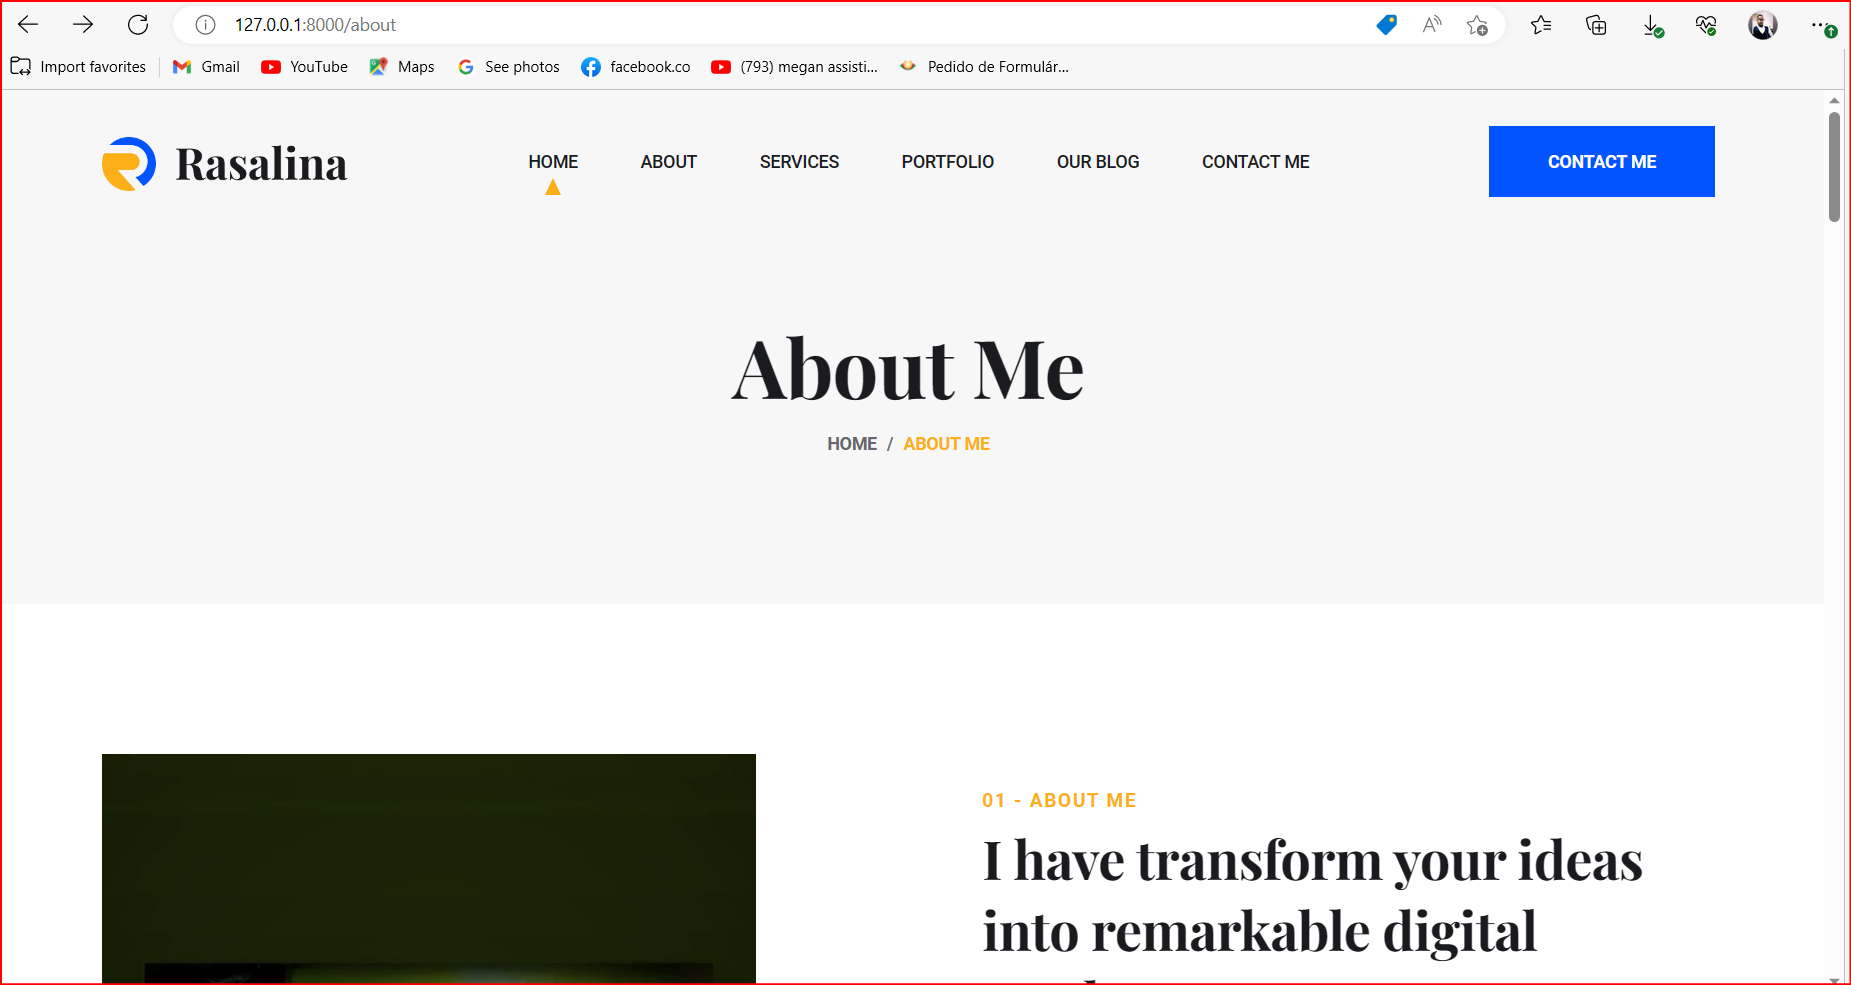 127.0.0.1:8000/about
Import favorites Gmail YouTube Maps See photos facebook.co (793) megan assisti... Pedido de Formulár...
Rasalina HOME ABOUT SERVICES PORTFOLIO OUR BLOG CONTACT ME CONTACT ME
About Me
HOME / ABOUT ME
01 - ABOUT ME
I have transform your ideas
into remarkable digital